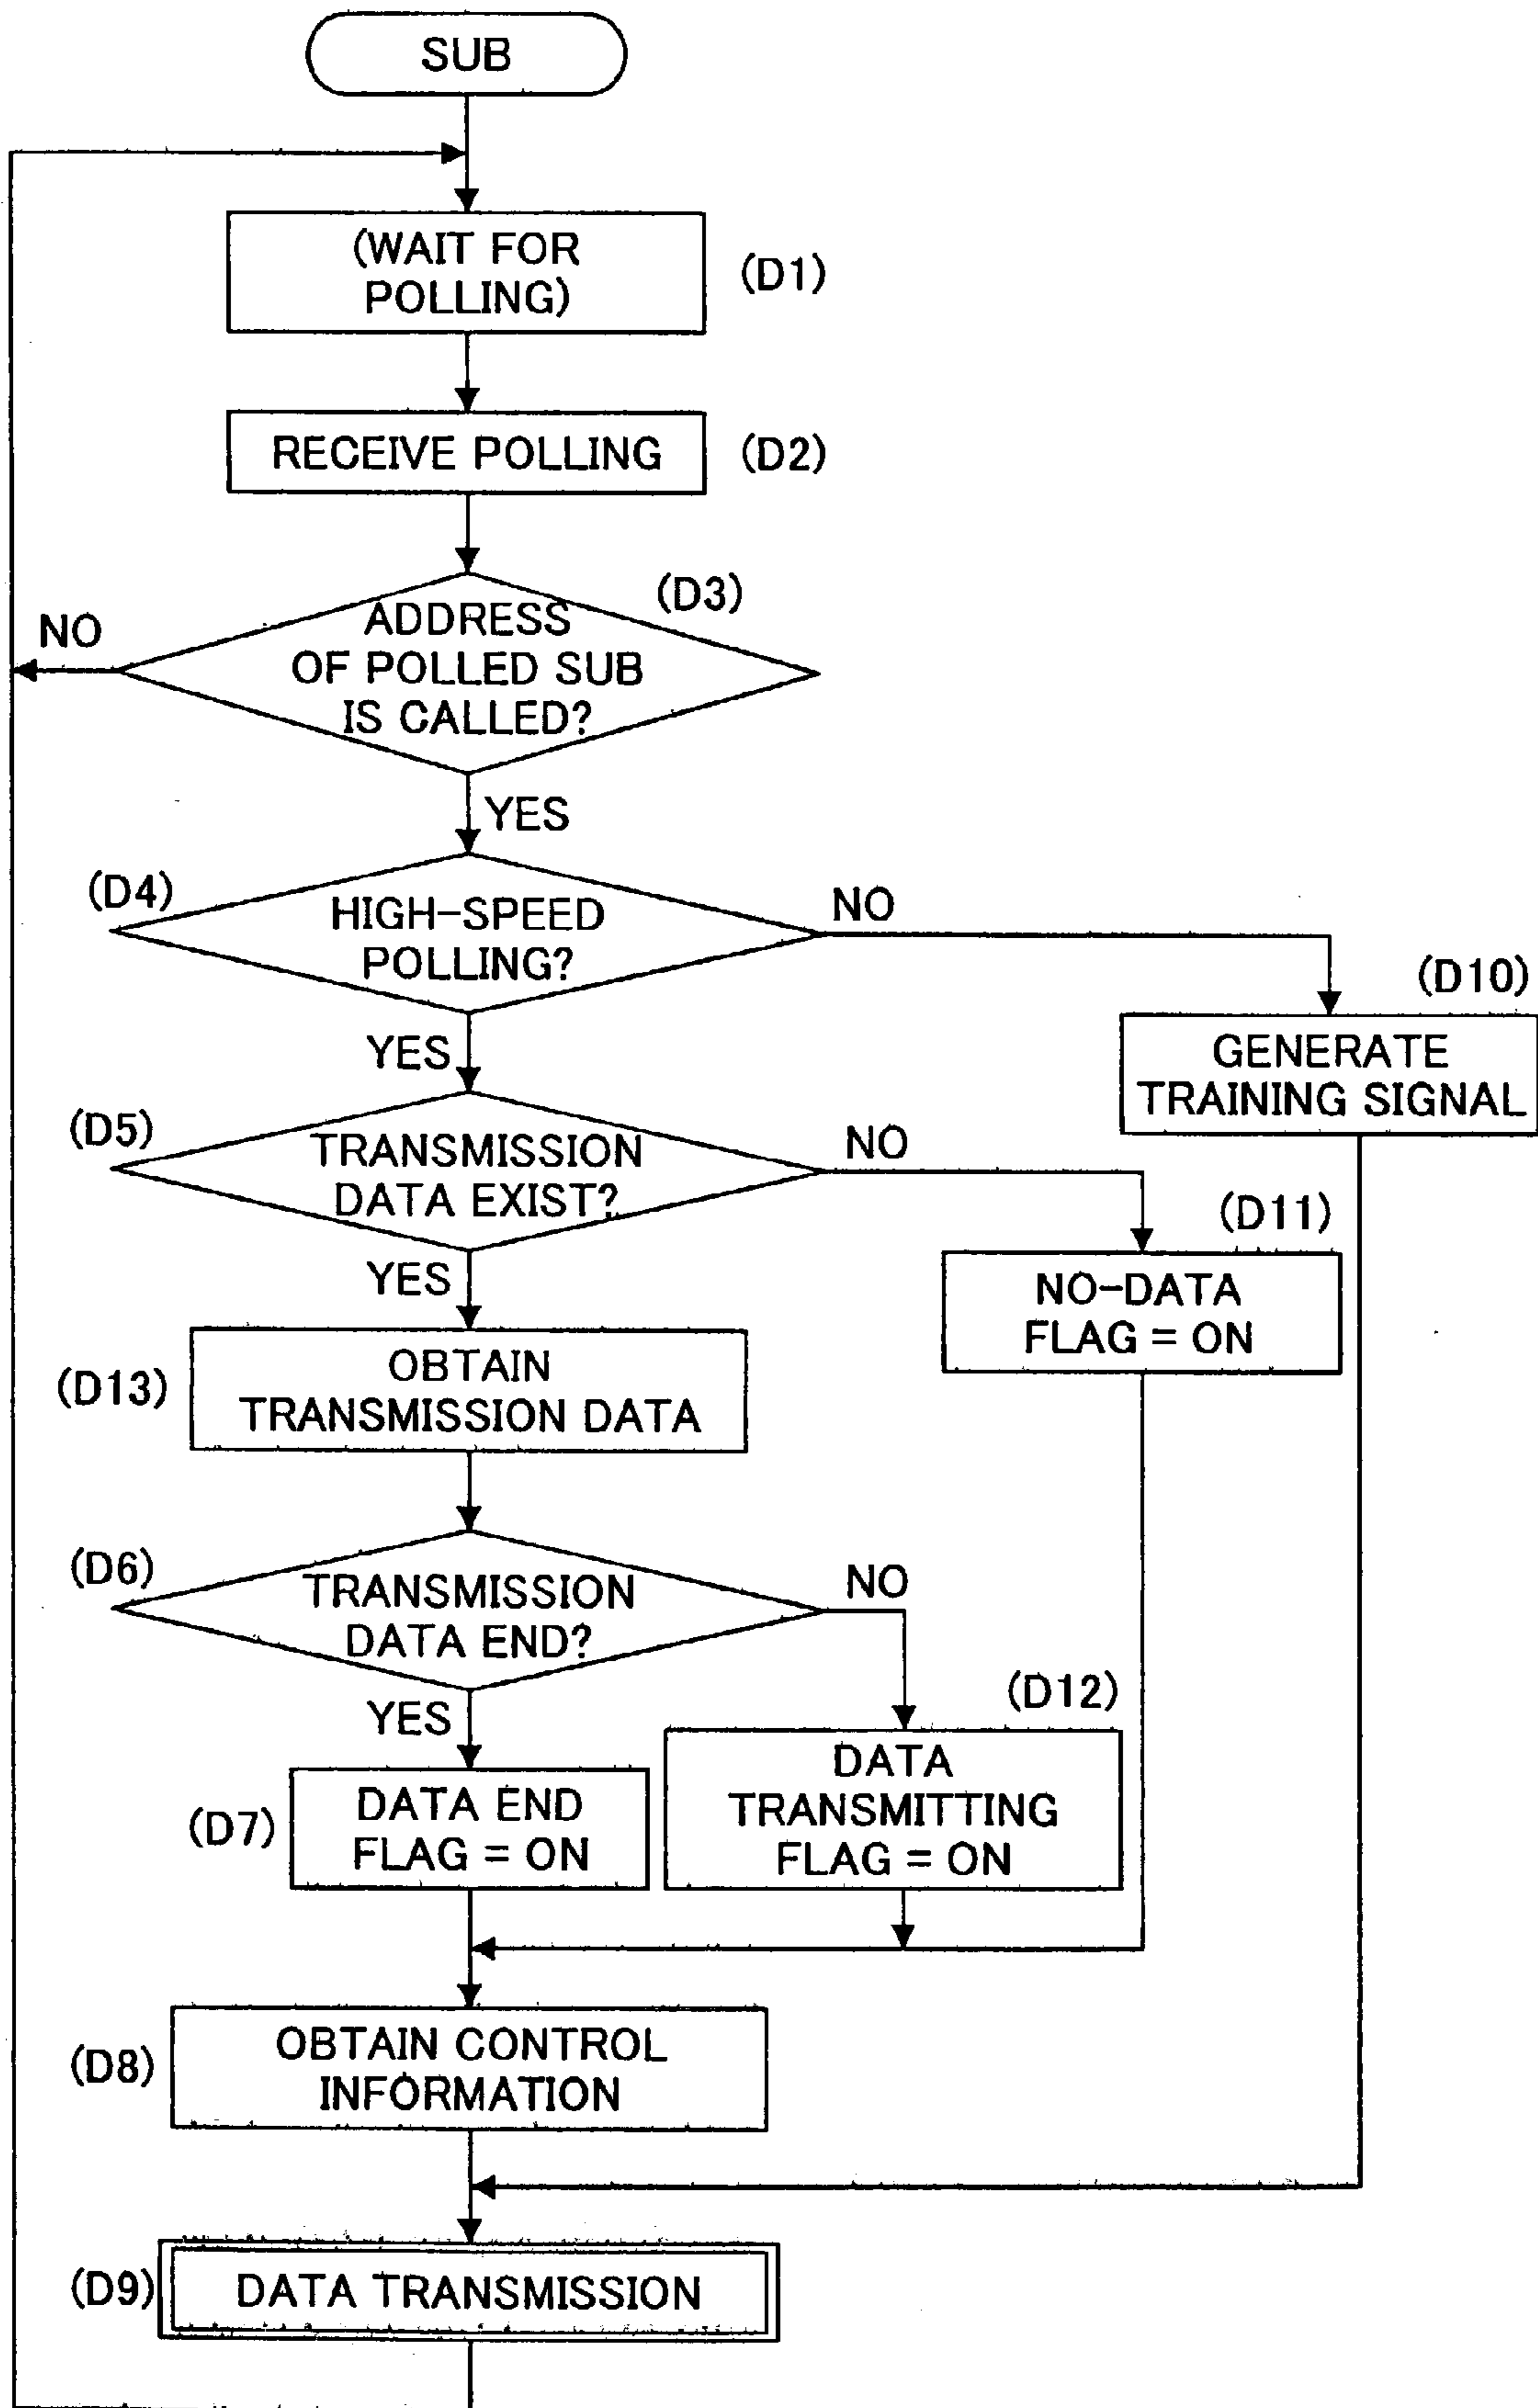 SUB
(WAIT FOR
POLLING)
(D1)
RECEIVE POLLING
(D2)
(D3)
ADDRESS
OF POLLED SUB
IS CALLED?
NO
YES
(D4)
HIGH-SPEED
POLLING?
NO
YES
(D10)
GENERATE
TRAINING SIGNAL
(D5)
TRANSMISSION
DATA EXIST?
NO
YES
(D11)
NO-DATA
FLAG = ON
(D13)
OBTAIN
TRANSMISSION DATA
(D6)
TRANSMISSION
DATA END?
NO
YES
(D12)
DATA
TRANSMITTING
FLAG = ON
(D7)
DATA END
FLAG = ON
(D8)
OBTAIN CONTROL
INFORMATION
(D9)
DATA TRANSMISSION